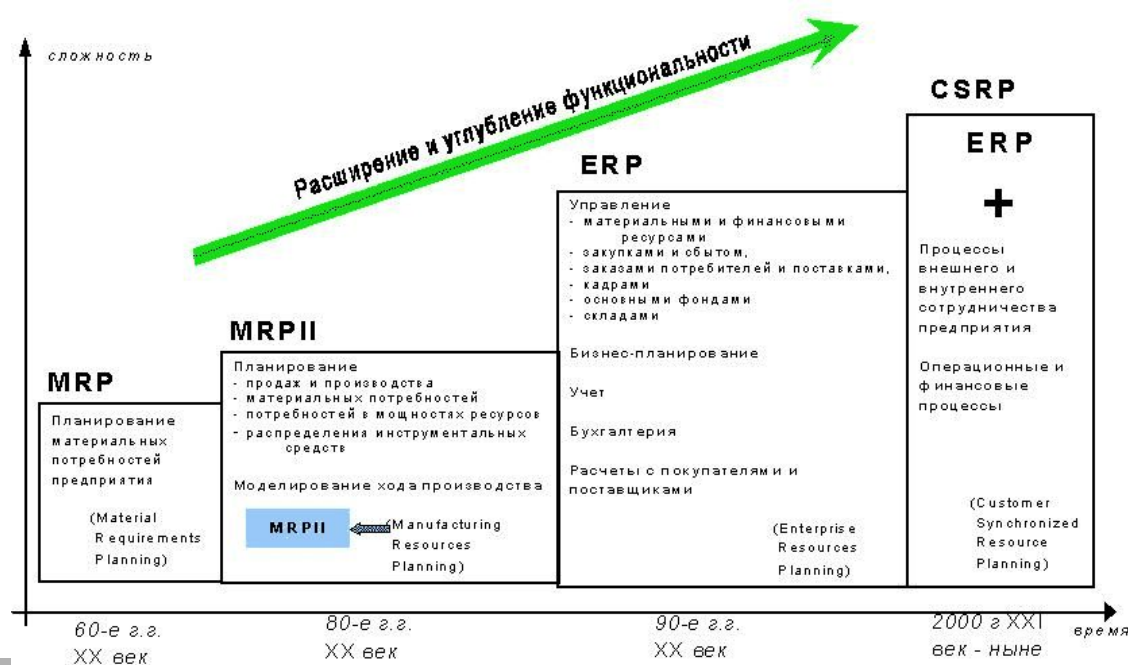 сложность
Расширение и углубление функциональности
CSRP
ERP
+
Процессы
внешнего и
внутреннего
сотрудничества
предприятия
Операционные и
финансовые
процессы
(Customer
Synchronized
Resource
Planning)
ERP
Управление
- материальными и финансовыми
ресурсами
- закупками и сбытом,
- заказами потребителей и поставками,
- кадрами
- основными фондами
- складами
Бизнес-планирование
Учет
Бухгалтерия
Расчеты с покупателями и
поставщиками
(Enterprise
Resources
Planning)
MRPII
Планирование
- продаж и производства
- материальных потребностей
- потребностей в мощностях ресурсов
- распределения инструментальных
средств
Моделирование хода производства
MRPII
(Manufacturing
Resources
Planning)
MRP
Планирование
материальных
потребностей
предприятия
(Material
Requirements
Planning)
60-е г.г.
XX век
80-е г.г.
XX век
90-е г.г.
XX век
2000 г XXI
век - ныне
время